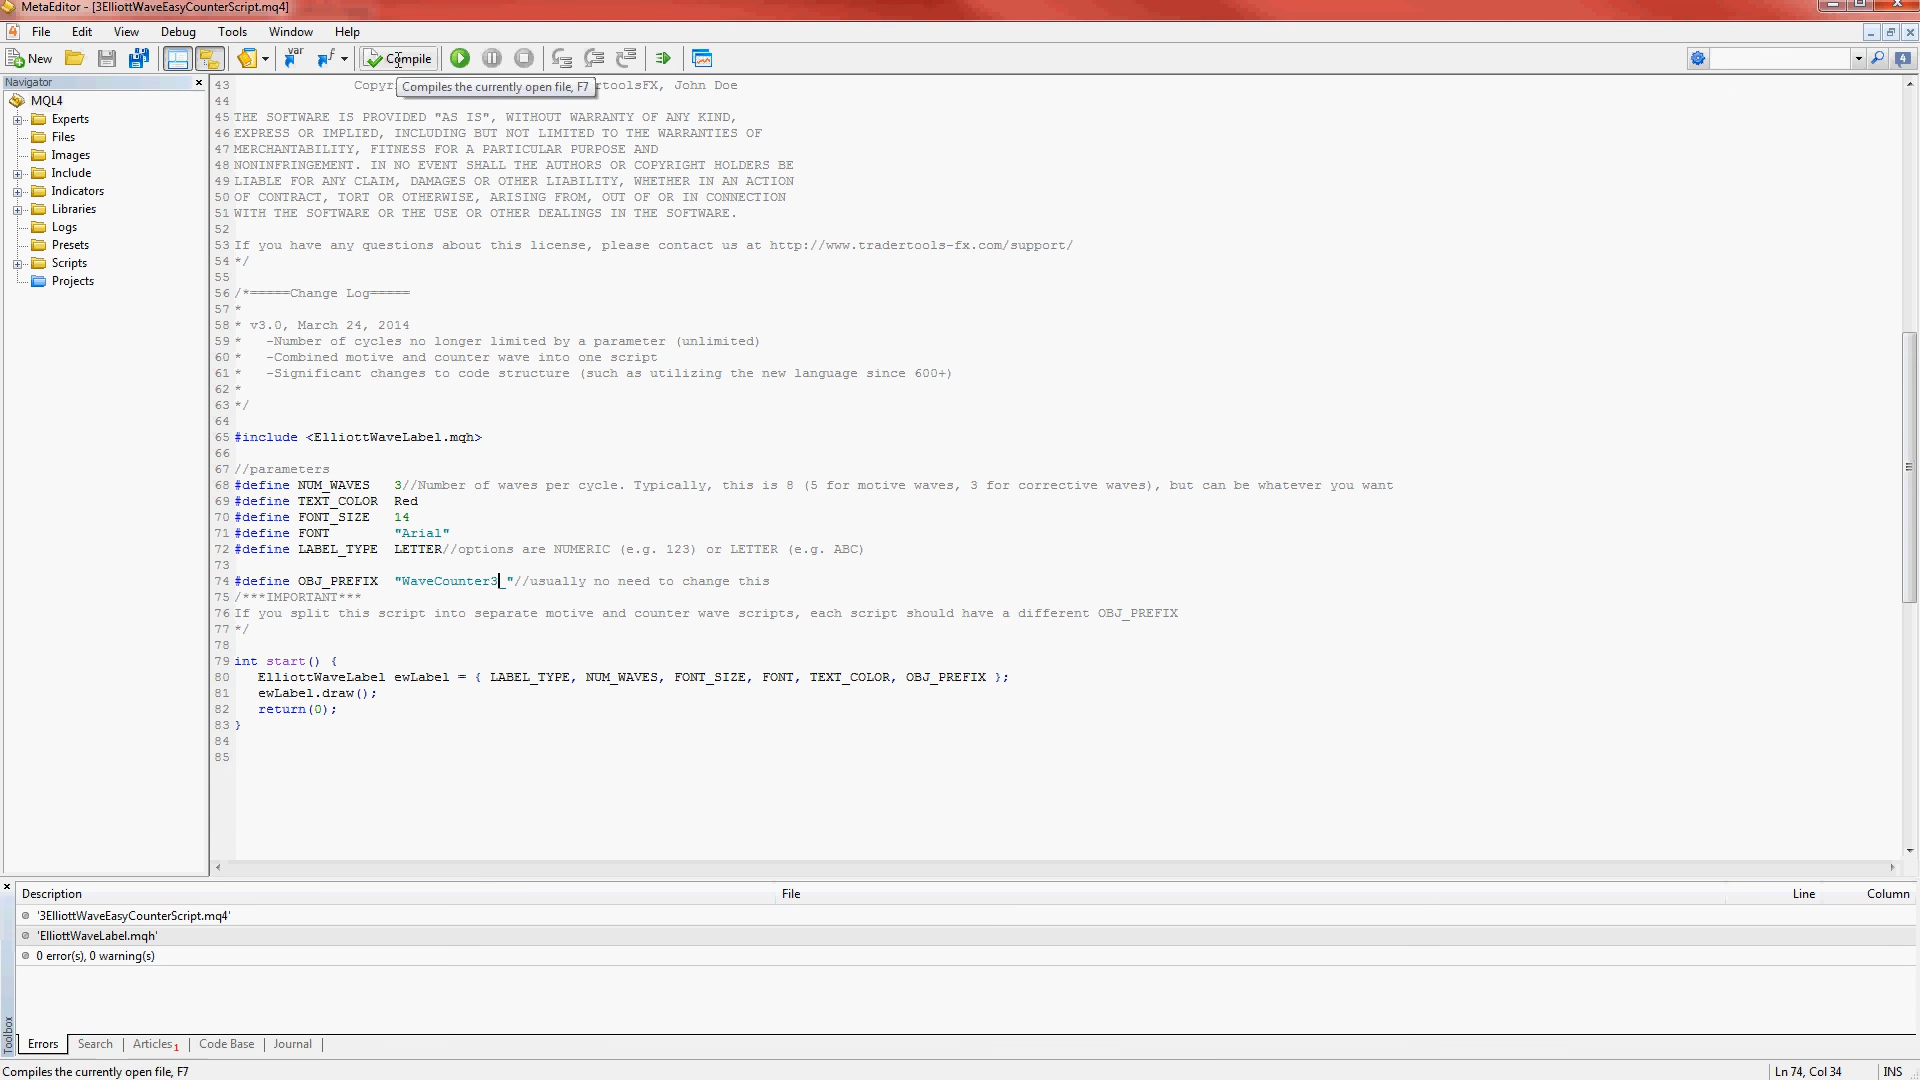 MetaEditor - [3ElliottWaveEasyCounterScript.mq4]
File Edit View Debug Tools Window Help
New var Compile
Navigator
Compiles the currently open file, F7
MQL4
Experts
Files
Images
Include
Indicators
Libraries
Logs
Presets
Scripts
Projects
43 Copyr rtoolsFX, John Doe
44
45 THE SOFTWARE IS PROVIDED "AS IS", WITHOUT WARRANTY OF ANY KIND,
46 EXPRESS OR IMPLIED, INCLUDING BUT NOT LIMITED TO THE WARRANTIES OF
47 MERCHANTABILITY, FITNESS FOR A PARTICULAR PURPOSE AND
48 NONINFRINGEMENT. IN NO EVENT SHALL THE AUTHORS OR COPYRIGHT HOLDERS BE
49 LIABLE FOR ANY CLAIM, DAMAGES OR OTHER LIABILITY, WHETHER IN AN ACTION
50 OF CONTRACT, TORT OR OTHERWISE, ARISING FROM, OUT OF OR IN CONNECTION
51 WITH THE SOFTWARE OR THE USE OR OTHER DEALINGS IN THE SOFTWARE.
52
53 If you have any questions about this license, please contact us at http://www.tradertools-fx.com/support/
54 */
55
56 /*=====Change Log=====
57 *
58 * v3.0, March 24, 2014
59 *   -Number of cycles no longer limited by a parameter (unlimited)
60 *   -Combined motive and counter wave into one script
61 *   -Significant changes to code structure (such as utilizing the new language since 600+)
62 *
63 */
64
65 #include <ElliottWaveLabel.mqh>
66
67 //parameters
68 #define NUM_WAVES   3//Number of waves per cycle. Typically, this is 8 (5 for motive waves, 3 for corrective waves), but can be whatever you want
69 #define TEXT_COLOR  Red
70 #define FONT_SIZE   14
71 #define FONT        "Arial"
72 #define LABEL_TYPE  LETTER//options are NUMERIC (e.g. 123) or LETTER (e.g. ABC)
73
74 #define OBJ_PREFIX  "WaveCounter3_"//usually no need to change this
75 /***IMPORTANT***
76 If you split this script into separate motive and counter wave scripts, each script should have a different OBJ_PREFIX
77 */
78
79 int start() {
80    ElliottWaveLabel ewLabel = { LABEL_TYPE, NUM_WAVES, FONT_SIZE, FONT, TEXT_COLOR, OBJ_PREFIX };
81    ewLabel.draw();
82    return(0);
83 }
84
85
Description File Line Column
'3ElliottWaveEasyCounterScript.mq4'
'ElliottWaveLabel.mqh'
0 error(s), 0 warning(s)
Toolbox
Errors Search Articles 1 Code Base Journal
Compiles the currently open file, F7 Ln 74, Col 34 INS